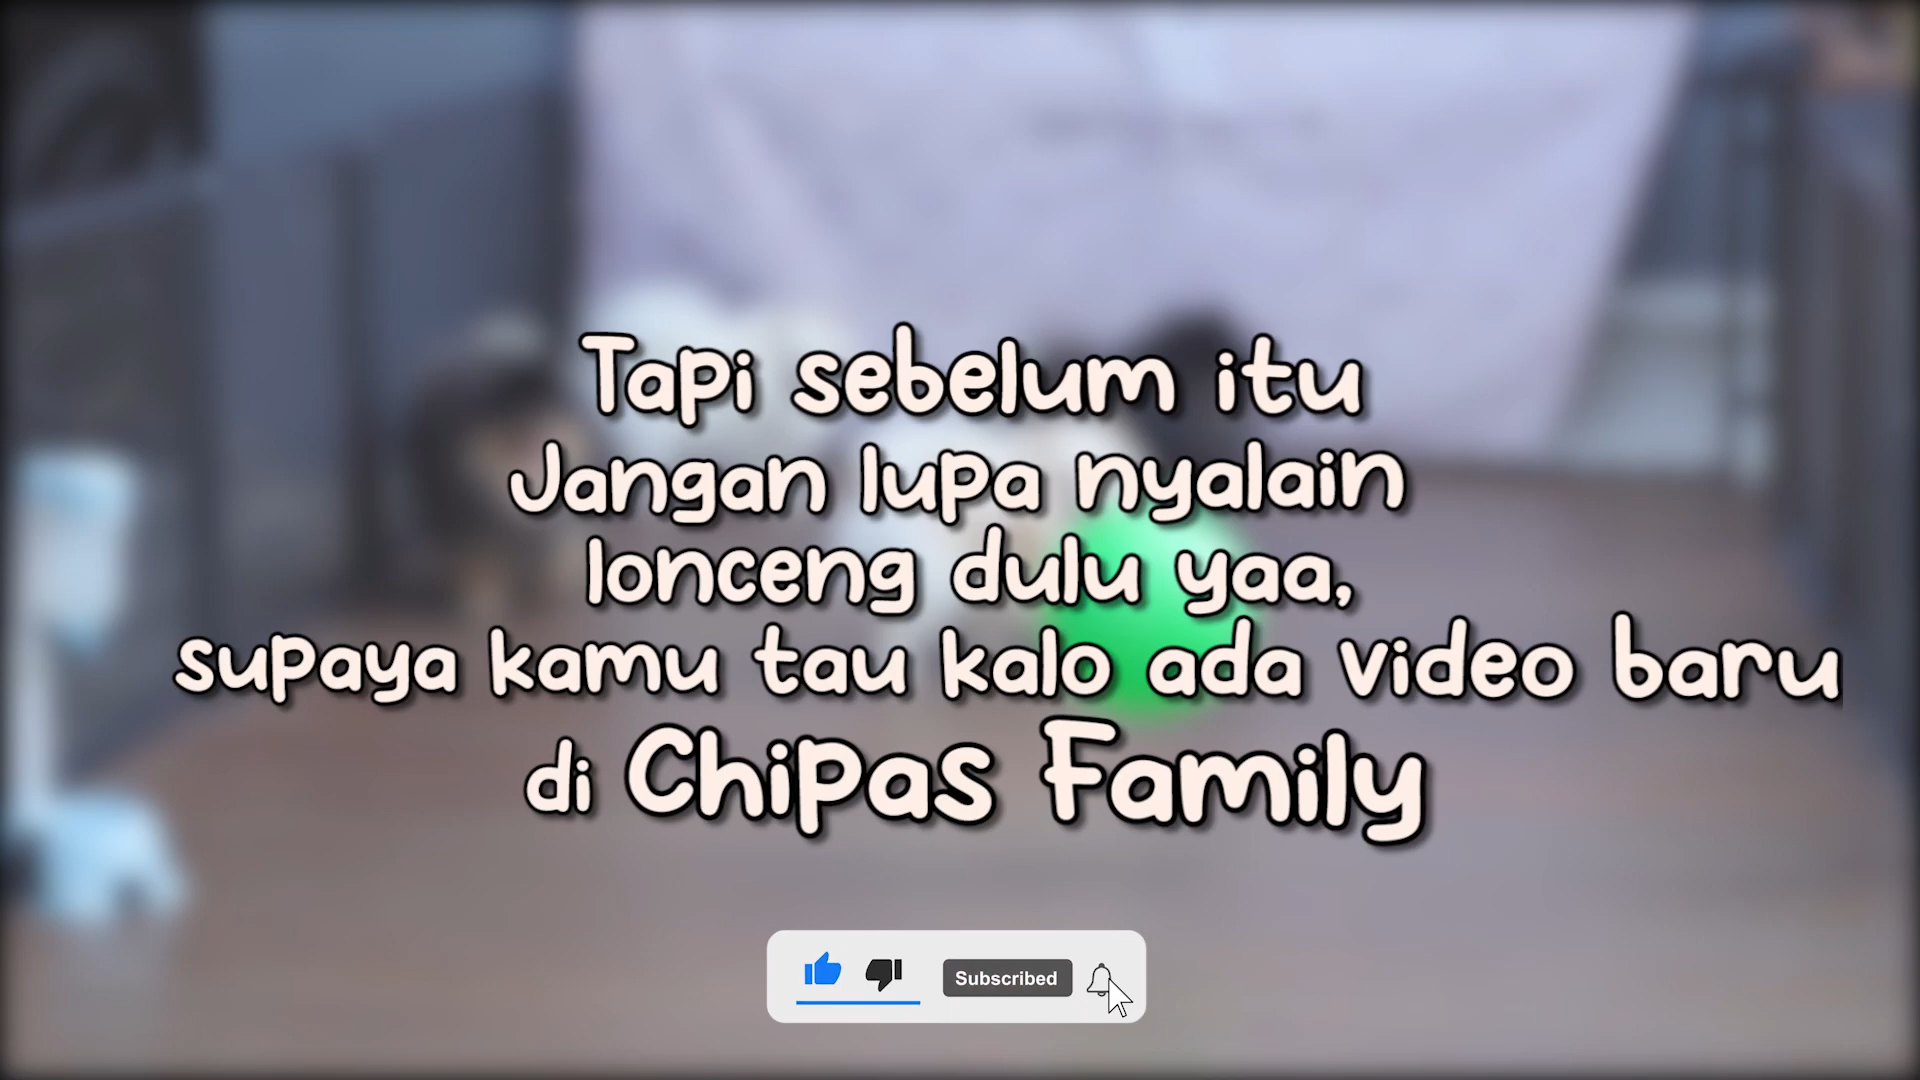 Tapi sebelum itu
Jangan lupa nyalain
lonceng dulu yaa,
supaya kamu tau kalo ada video baru
di Chipas Family
Subscribed